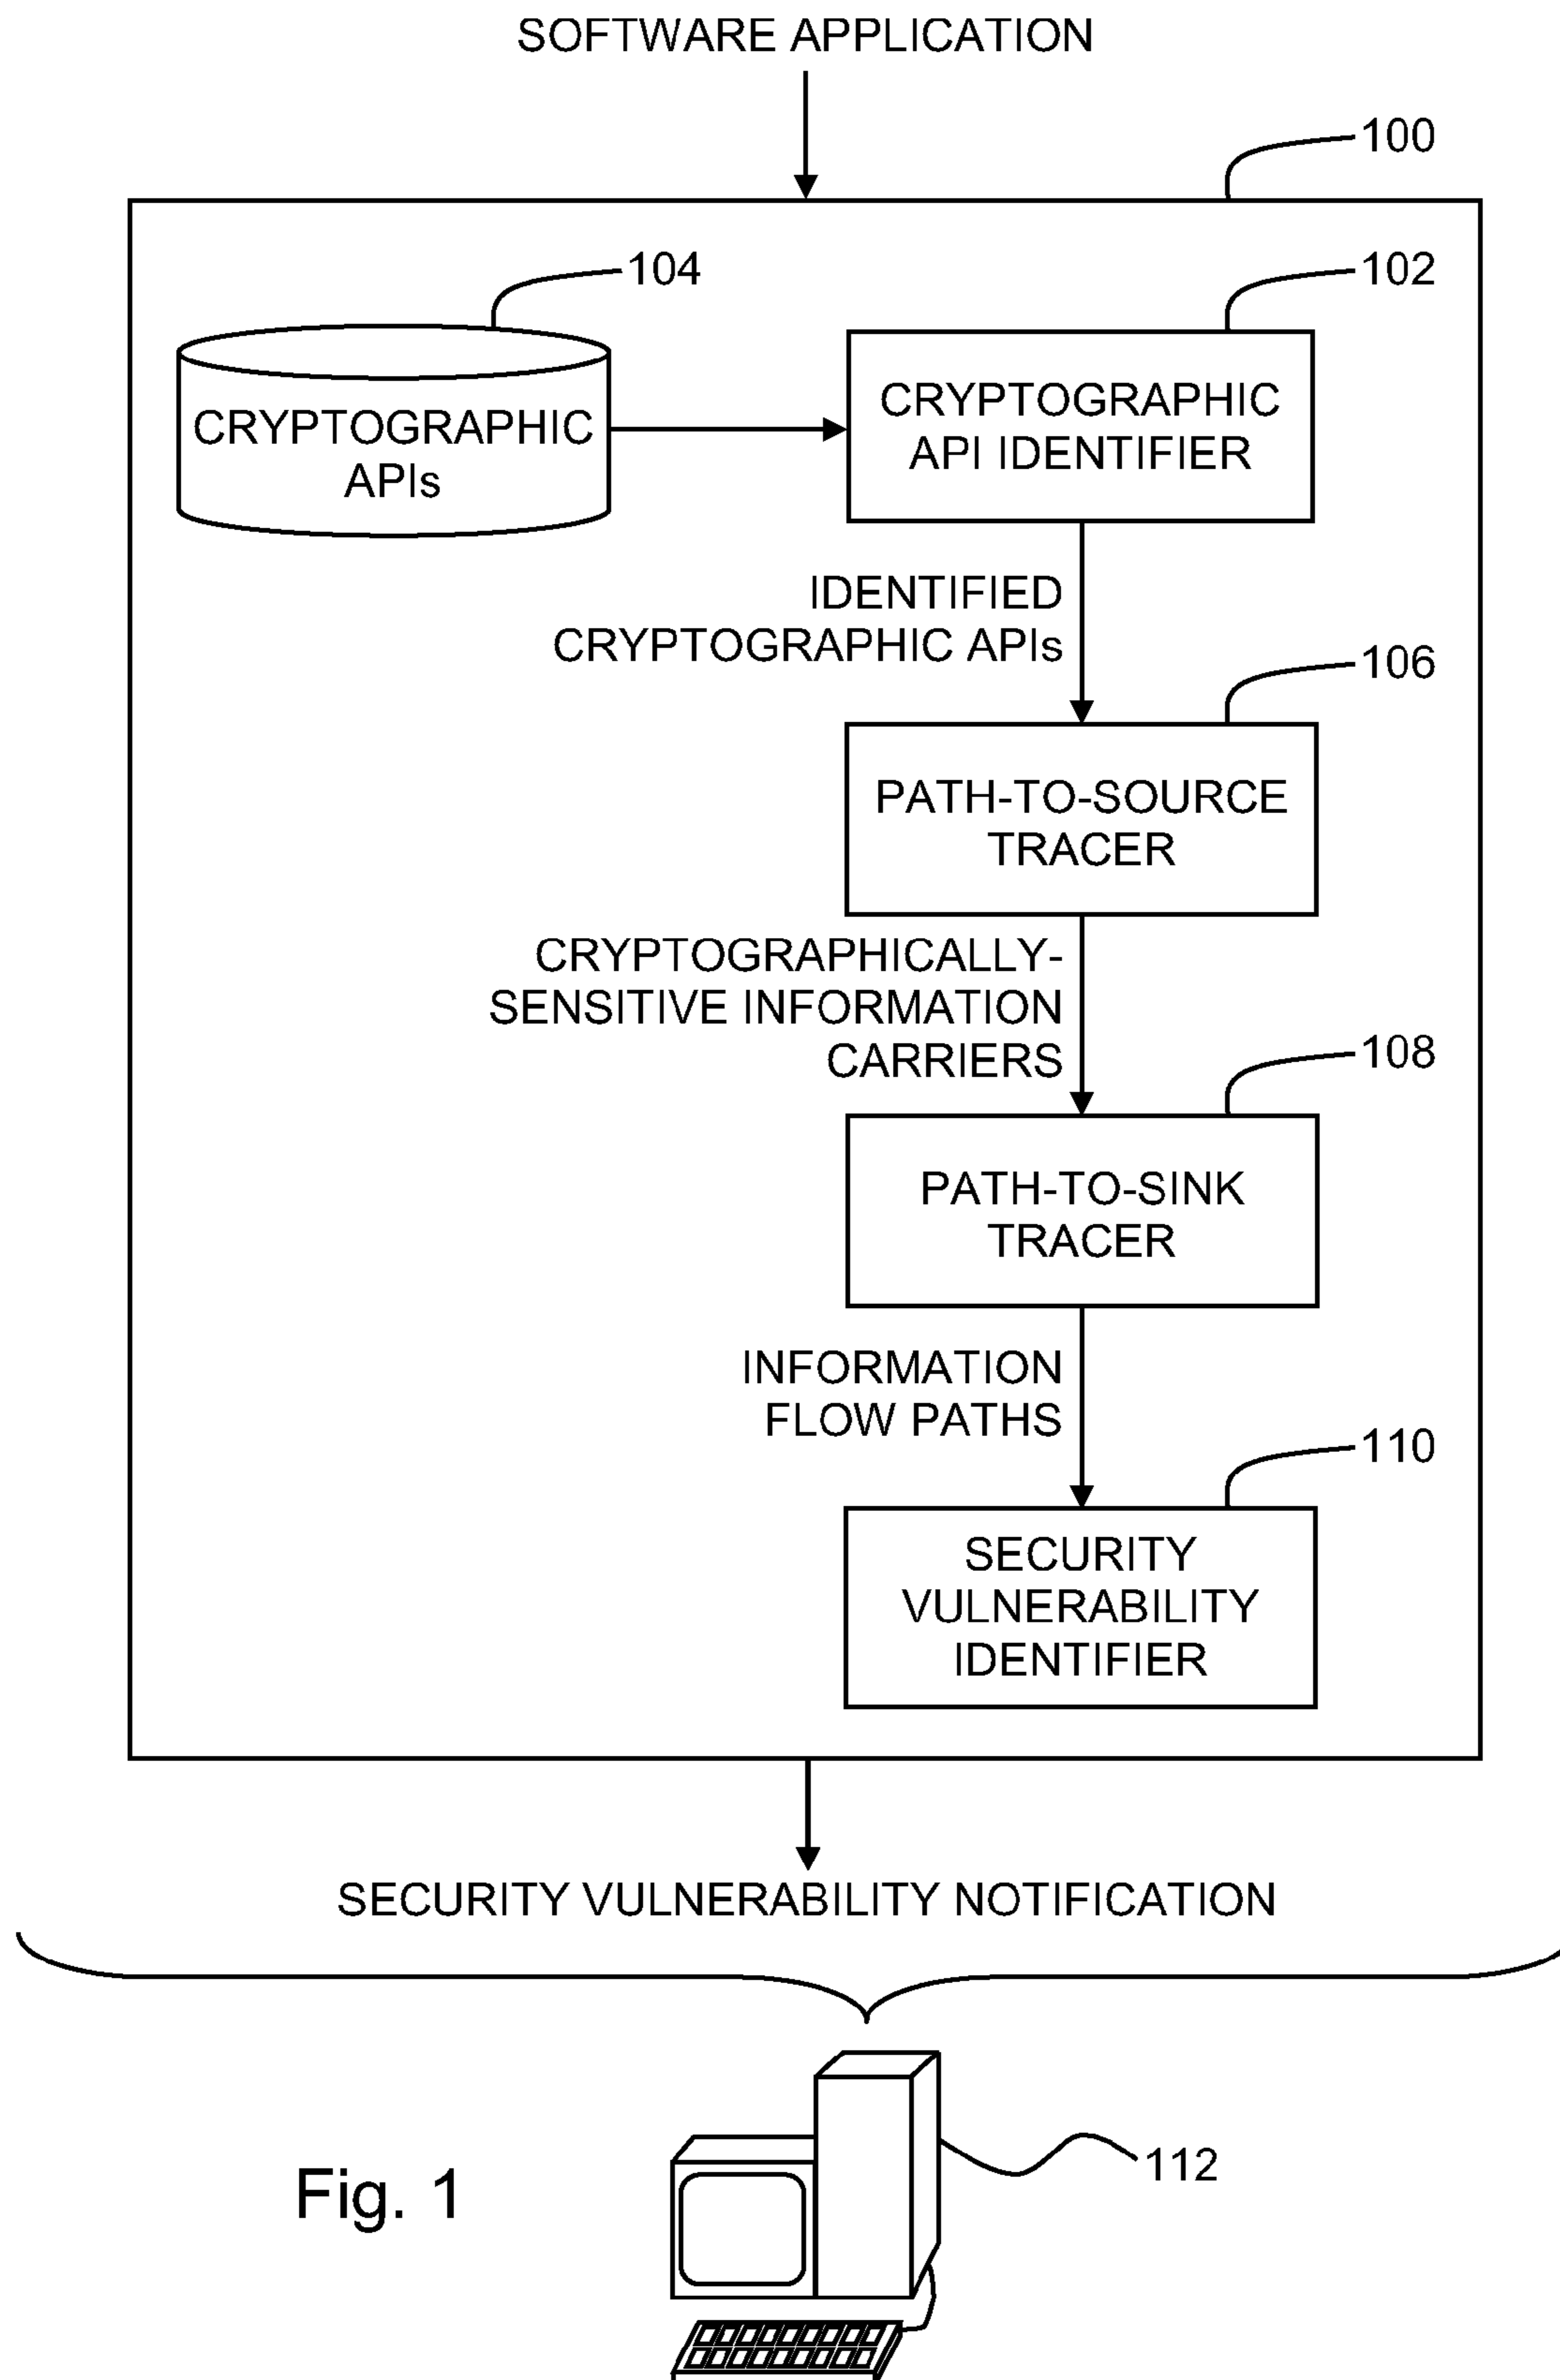 SOFTWARE APPLICATION
100
104
102
CRYPTOGRAPHIC
APIs
CRYPTOGRAPHIC
API IDENTIFIER
IDENTIFIED
CRYPTOGRAPHIC APIs
106
PATH-TO-SOURCE
TRACER
CRYPTOGRAPHICALLY-
SENSITIVE INFORMATION
CARRIERS
108
PATH-TO-SINK
TRACER
INFORMATION
FLOW PATHS
110
SECURITY
VULNERABILITY
IDENTIFIER
SECURITY VULNERABILITY NOTIFICATION
112
Fig. 1